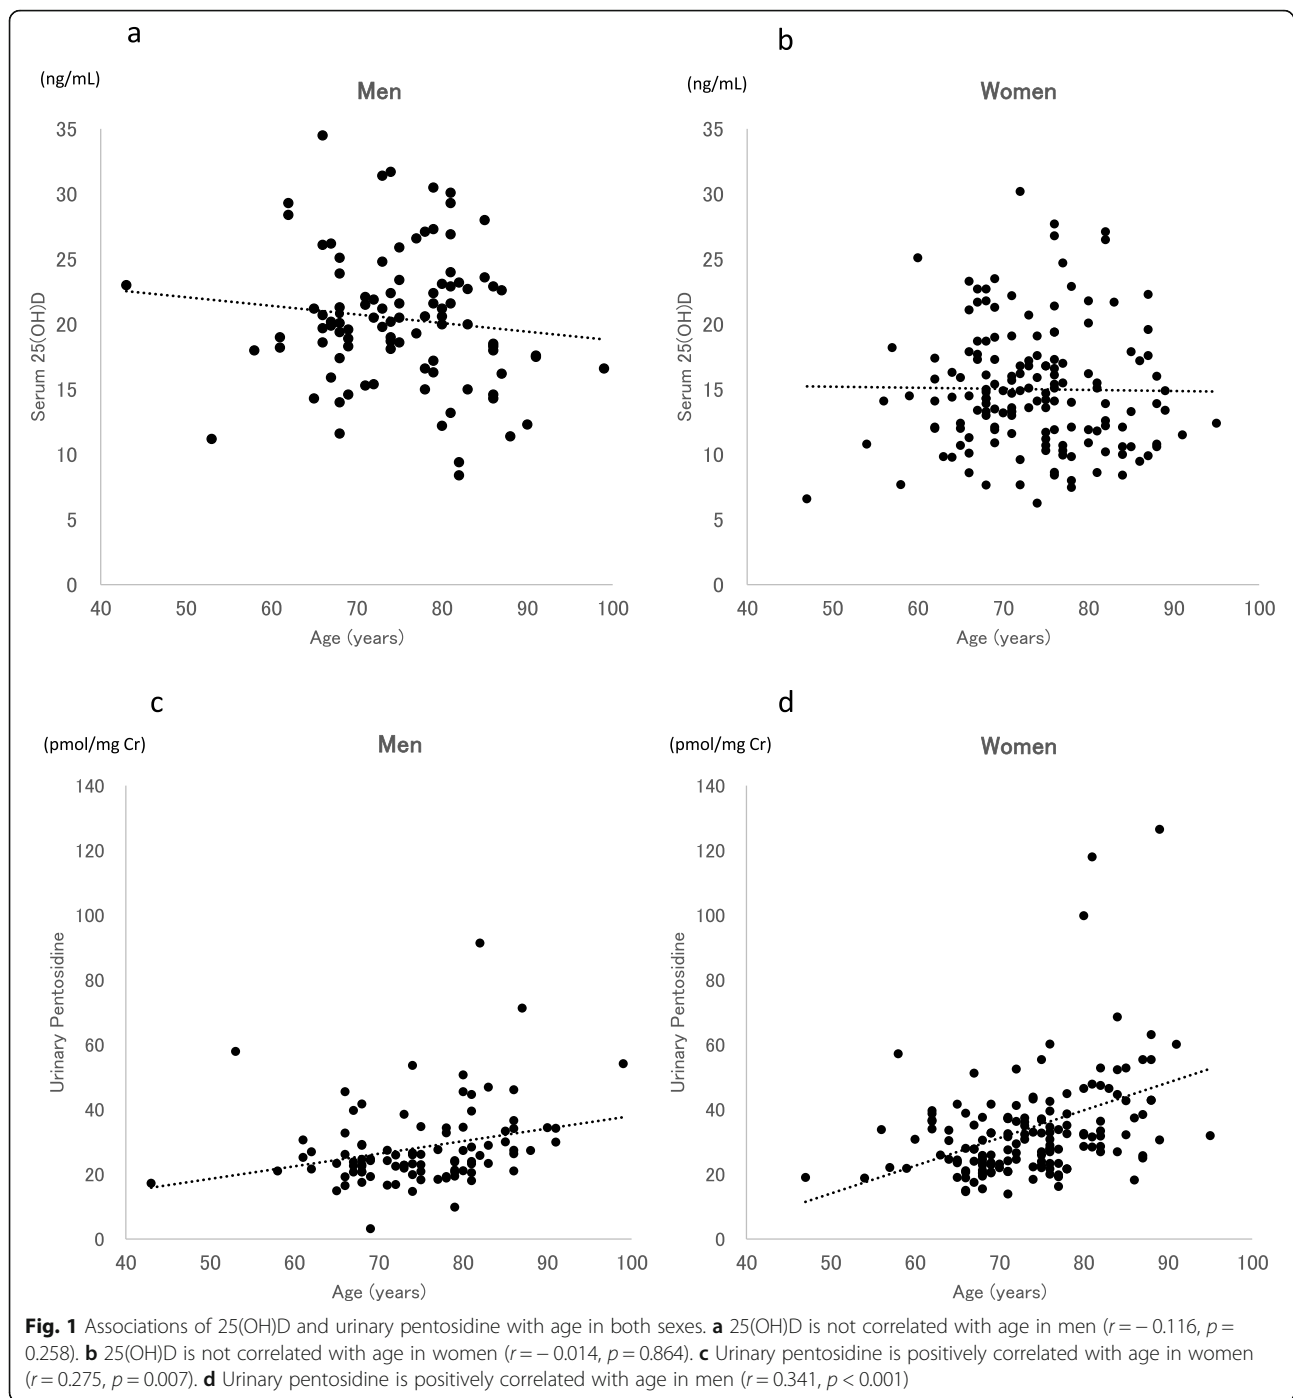 a
(ng/mL)
Men
35
30
25
20
15
10
5
0
Serum 25(OH)D
40 50 60 70 80 90 100
Age (years)
b
(ng/mL)
Women
35
30
25
20
15
10
5
0
Serum 25(OH)D
40 50 60 70 80 90 100
Age (years)
c
(pmol/mg Cr)
Men
140
120
100
80
60
40
20
0
Urinary Pentosidine
40 50 60 70 80 90 100
Age (years)
d
(pmol/mg Cr)
Women
140
120
100
80
60
40
20
0
Urinary Pentosidine
40 50 60 70 80 90 100
Age (years)
Fig. 1 Associations of 25(OH)D and urinary pentosidine with age in both sexes. a 25(OH)D is not correlated with age in men (r = − 0.116, p =
0.258). b 25(OH)D is not correlated with age in women (r = − 0.014, p = 0.864). c Urinary pentosidine is positively correlated with age in women
(r = 0.275, p = 0.007). d Urinary pentosidine is positively correlated with age in men (r = 0.341, p < 0.001)